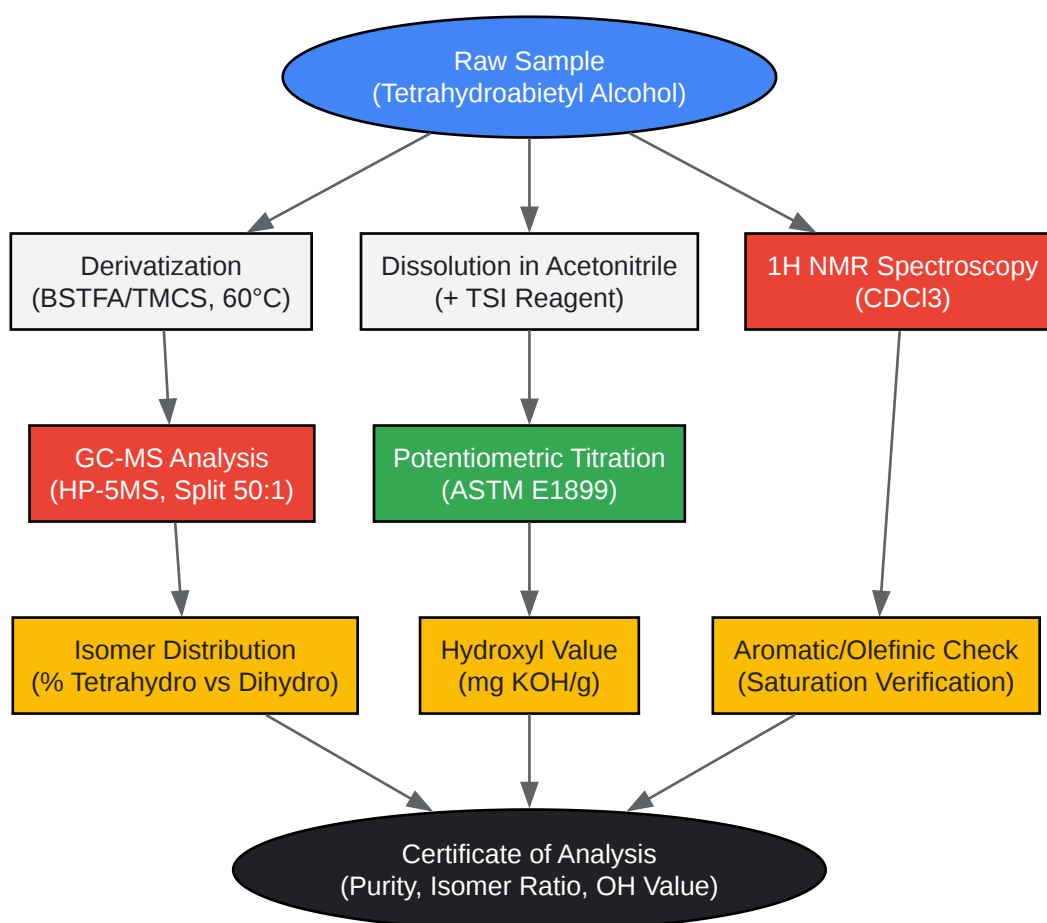 Raw Sample
(Tetrahydroabietyl Alcohol)
Derivatization
(BSTFA/TMCS, 60°C)
Dissolution in Acetonitrile
(+ TSI Reagent)
1H NMR Spectroscopy
(CDCl3)
GC-MS Analysis
(HP-5MS, Split 50:1)
Potentiometric Titration
(ASTM E1899)
Isomer Distribution
(% Tetrahydro vs Dihydro)
Hydroxyl Value
(mg KOH/g)
Aromatic/Olefinic Check
(Saturation Verification)
Certificate of Analysis
(Purity, Isomer Ratio, OH Value)